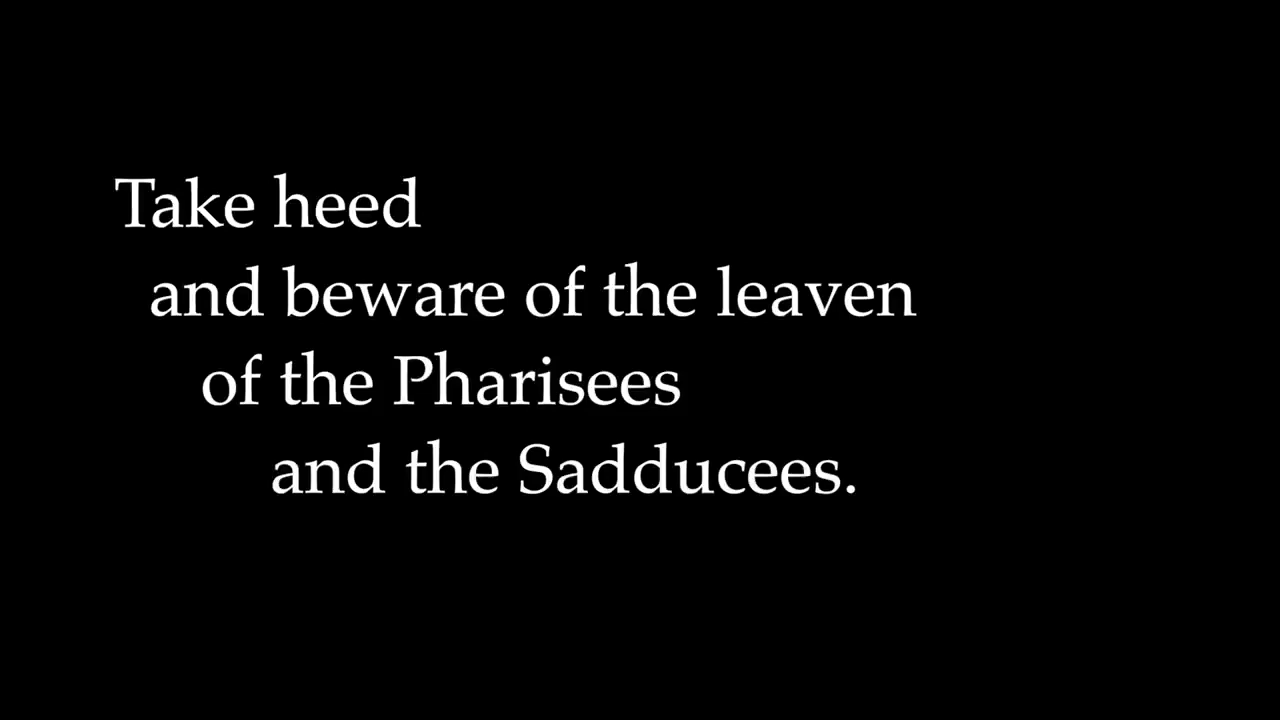 Take heed
and beware of the leaven
of the Pharisees
and the Sadducees.